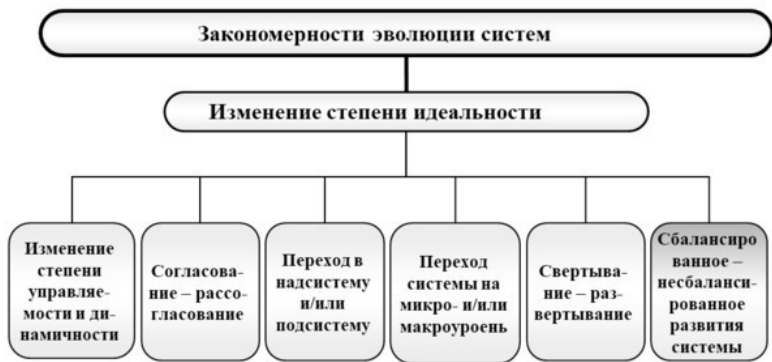 Закономерности эволюции систем
Изменение степени идеальности
Изменение
степени
управляе-
мости и ди-
намичности
Согласова-
ние – рассо-
гласование
Переход в
надсистему
и/или
подсистему
Переход
системы на
микро- и/или
макроуроень
Свертыва-
ние – раз-
вертывание
Сбалансиро
ванное –
несбаланси-
рованное
развития
системы